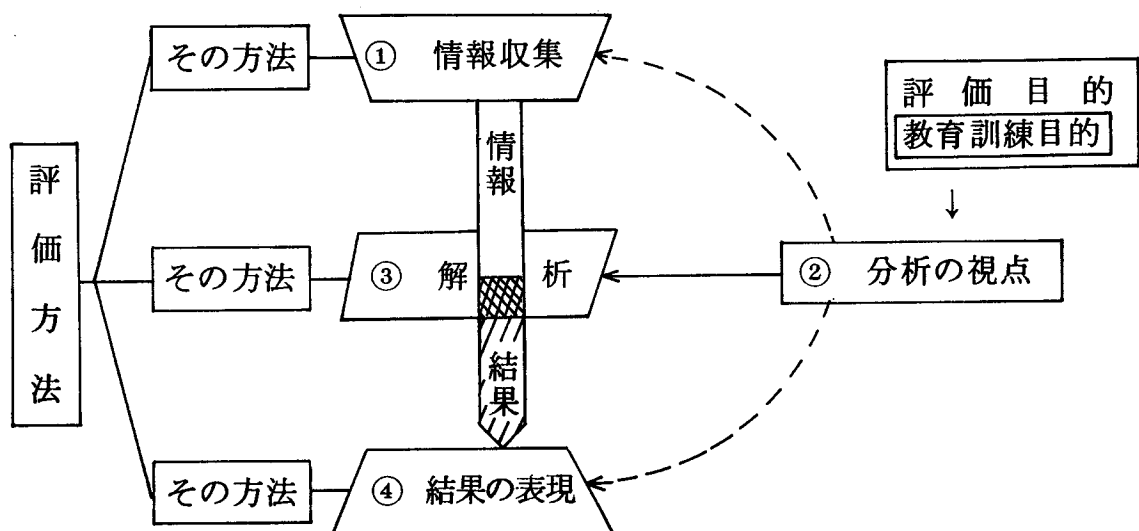 その方法
① 情報収集
評価目的
教育訓練目的
↓
情報
評価方法
その方法
③ 解析
② 分析の視点
結果
その方法
④ 結果の表現